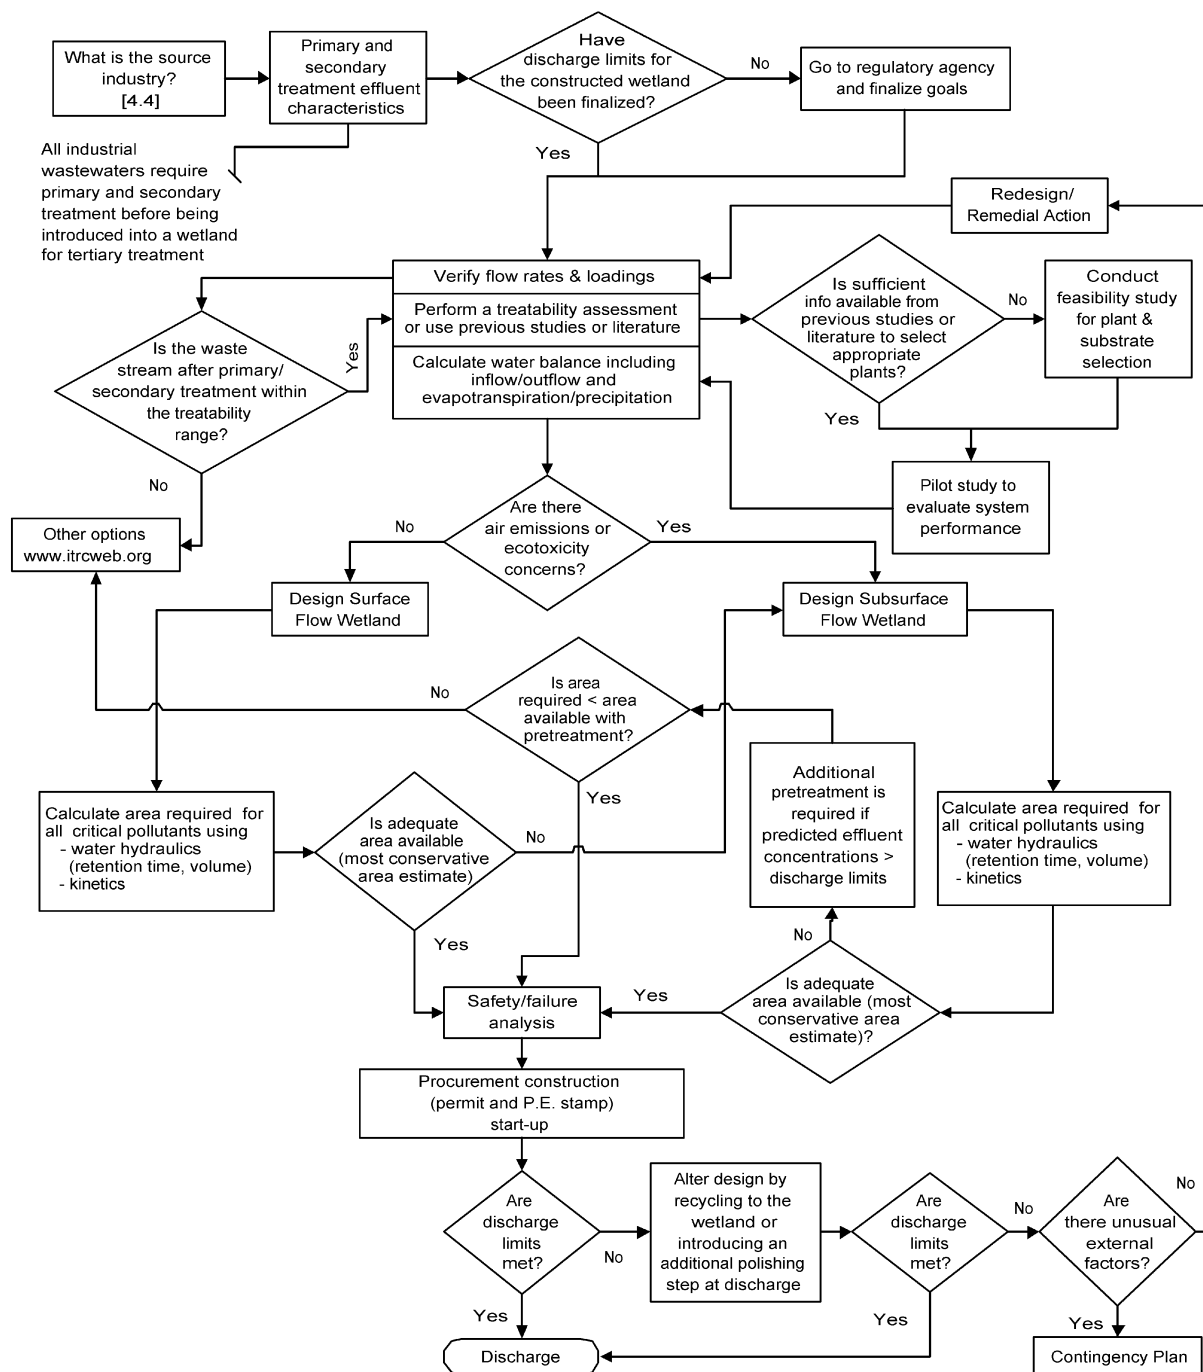 What is the source
industry?
[4.4]
Primary and
secondary
treatment effluent
characteristics
Have
discharge limits for
the constructed wetland
been finalized?
No
Go to regulatory agency
and finalize goals
Yes
All industrial
wastewaters require
primary and secondary
treatment before being
introduced into a wetland
for tertiary treatment
Redesign/
Remedial Action
Verify flow rates & loadings
Perform a treatability assessment
or use previous studies or literature
Calculate water balance including
inflow/outflow and
evapotranspiration/precipitation
Is sufficient
info available from
previous studies or
literature to select
appropriate
plants?
No
Conduct
feasibility study
for plant &
substrate
selection
Yes
Is the waste
stream after primary/
secondary treatment within
the treatability
range?
Yes
No
Pilot study to
evaluate system
performance
Other options
www.itrcweb.org
Are there
air emissions or
ecotoxicity
concerns?
No
Yes
Design Surface
Flow Wetland
Design Subsurface
Flow Wetland
Is area
required < area
available with
pretreatment?
No
Yes
Additional
pretreatment is
required if
predicted effluent
concentrations >
discharge limits
Calculate area required for
all critical pollutants using
- water hydraulics
(retention time, volume)
- kinetics
Is adequate
area available
(most conservative
area estimate)
No
Yes
Calculate area required for
all critical pollutants using
- water hydraulics
(retention time, volume)
- kinetics
No
Is adequate
area available (most
conservative area
estimate)?
Yes
Safety/failure
analysis
Procurement construction
(permit and P.E. stamp)
start-up
Are
discharge
limits
met?
No
Yes
Alter design by
recycling to the
wetland or
introducing an
additional polishing
step at discharge
Are
discharge
limits
met?
No
Yes
Are
there unusual
external
factors?
No
Yes
Discharge
Contingency Plan